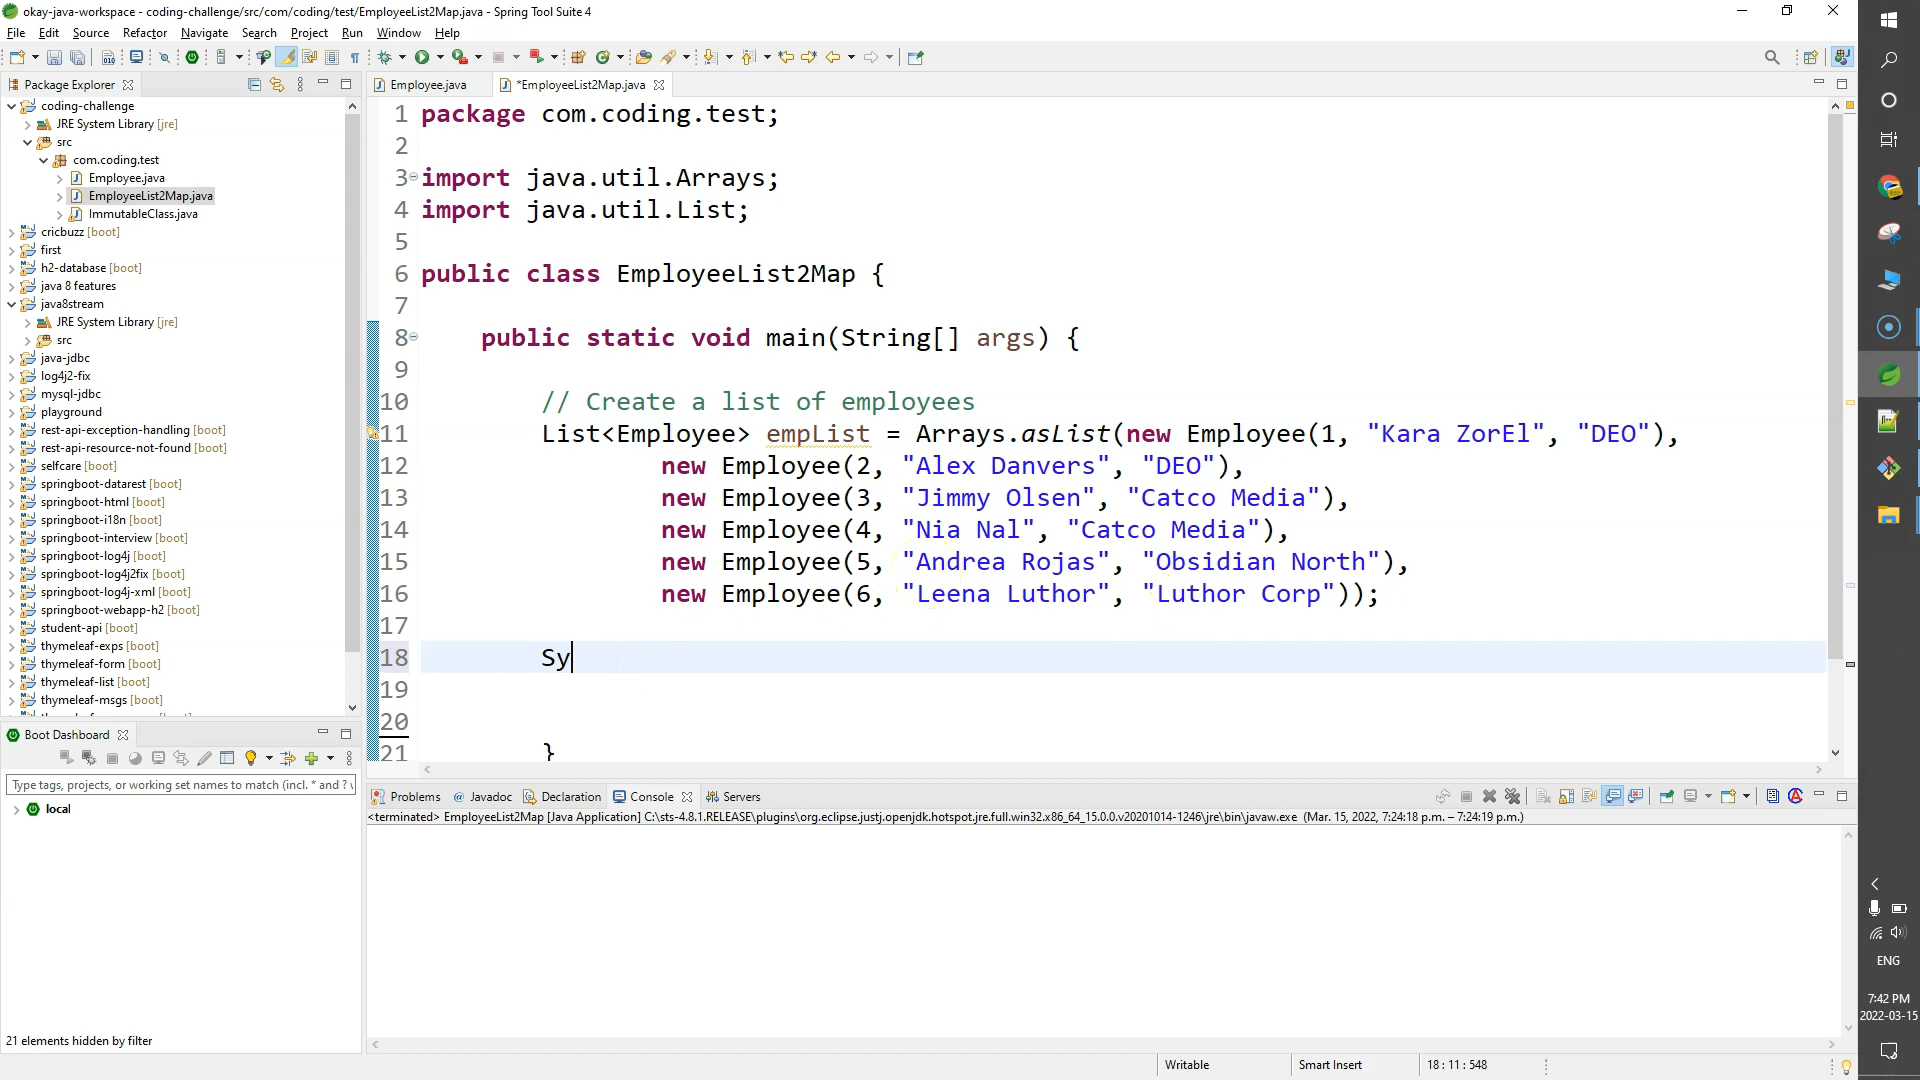 okay-java-workspace - coding-challenge/src/com/coding/test/EmployeeList2Map.java - Spring Tool Suite 4
File Edit Source Refactor Navigate Search Project Run Window Help
Package Explorer
coding-challenge
JRE System Library [jre]
src
com.coding.test
Employee.java
EmployeeList2Map.java
ImmutableClass.java
cricbuzz [boot]
first
h2-database [boot]
java 8 features
java8stream
JRE System Library [jre]
src
java-jdbc
log4j2-fix
mysql-jdbc
playground
rest-api-exception-handling [boot]
rest-api-resource-not-found [boot]
selfcare [boot]
springboot-datarest [boot]
springboot-html [boot]
springboot-i18n [boot]
springboot-interview [boot]
springboot-log4j [boot]
springboot-log4j2fix [boot]
springboot-log4j-xml [boot]
springboot-webapp-h2 [boot]
student-api [boot]
thymeleaf-exps [boot]
thymeleaf-form [boot]
thymeleaf-list [boot]
thymeleaf-msgs [boot]
Boot Dashboard
Type tags, projects, or working set names to match (incl. * and ?
local
21 elements hidden by filter
Employee.java *EmployeeList2Map.java
1 package com.coding.test;
2
3 import java.util.Arrays;
4 import java.util.List;
5
6 public class EmployeeList2Map {
7
8 public static void main(String[] args) {
9
10 // Create a list of employees
11 List<Employee> empList = Arrays.asList(new Employee(1, "Kara ZorEl", "DEO"),
12 new Employee(2, "Alex Danvers", "DEO"),
13 new Employee(3, "Jimmy Olsen", "Catco Media"),
14 new Employee(4, "Nia Nal", "Catco Media"),
15 new Employee(5, "Andrea Rojas", "Obsidian North"),
16 new Employee(6, "Leena Luthor", "Luthor Corp"));
17
18 Sy
19
20
21 }
Problems Javadoc Declaration Console Servers
<terminated> EmployeeList2Map [Java Application] C:\sts-4.8.1.RELEASE\plugins\org.eclipse.justj.openjdk.hotspot.jre.full.win32.x86_64_15.0.0.v20201014-1246\jre\bin\javaw.exe (Mar. 15, 2022, 7:24:18 p.m. – 7:24:19 p.m.)
Writable Smart Insert 18 : 11 : 548
ENG
7:42 PM
2022-03-15